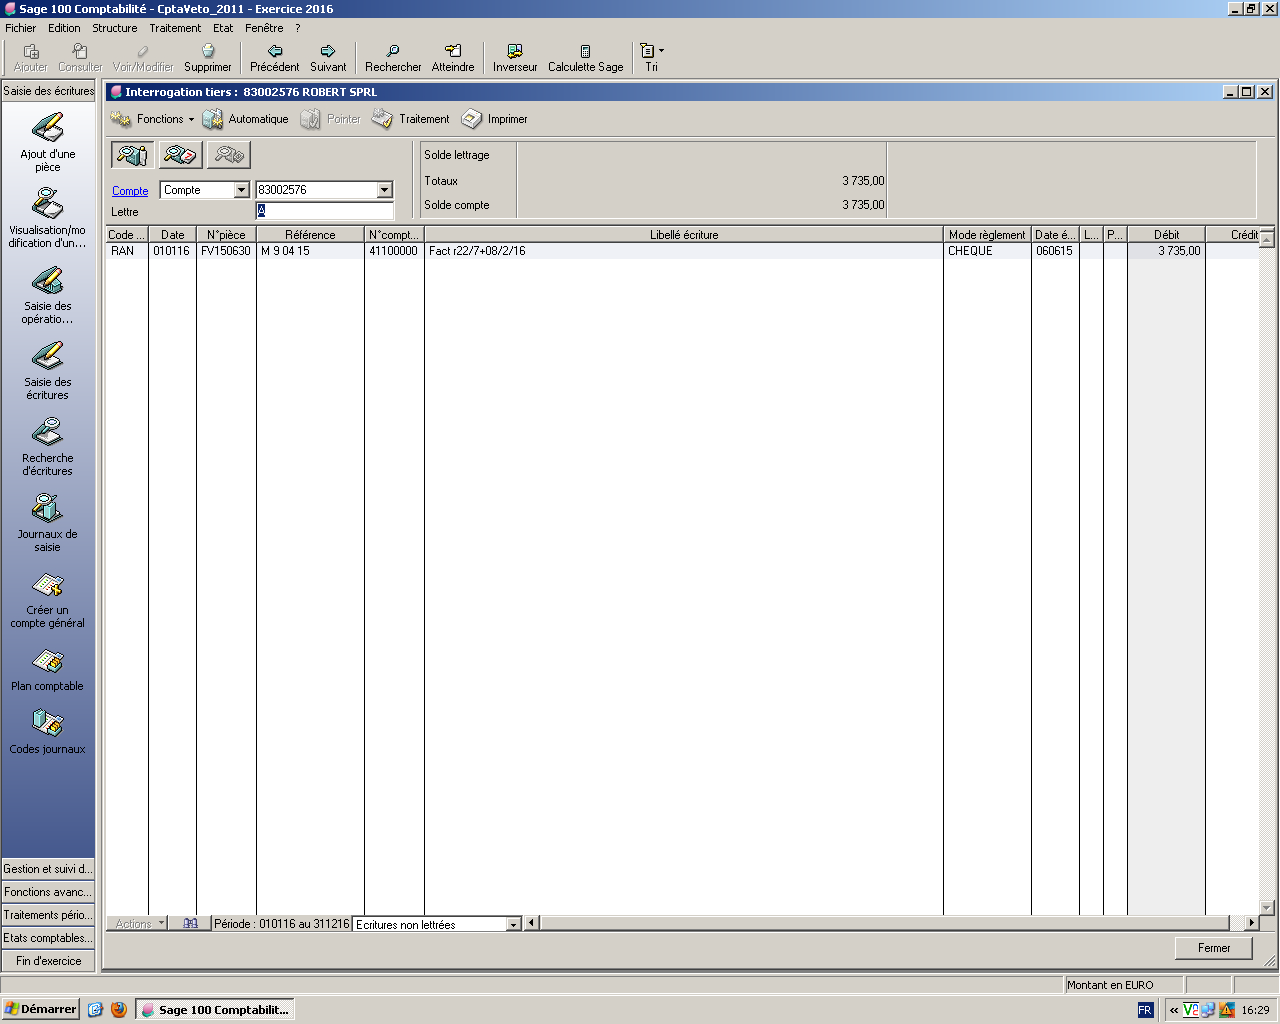 Sage 100 Comptabilité - CptaVeto_2011 - Exercice 2016
Fichier Edition Structure Traitement Etat Fenêtre ?
Ajouter Consulter Voir/Modifier Supprimer Précédent Suivant Rechercher Atteindre Inverseur Calculette Sage Tri
Saisie des écritures
Ajout d'une
pièce
Visualisation/mo
dification d'un...
Saisie des
opératio...
Saisie des
écritures
Recherche
d'écritures
Journaux de
saisie
Créer un
compte général
Plan comptable
Codes journaux
Gestion et suivi d...
Fonctions avanc...
Traitements pério...
Etats comptables...
Fin d'exercice
Interrogation tiers : 83002576 ROBERT SPRL
Fonctions Automatique Pointer Traitement Imprimer
Compte Compte 83002576
Lettre A
Solde lettrage
Totaux 3 735,00
Solde compte 3 735,00
Code ... Date N°pièce Référence N°compt... Libellé écriture Mode règlement Date é... L... P... Débit Crédit
RAN 010116 FV150630 M 9 04 15 41100000 Fact r22/7+08/2/16 CHEQUE 060615 3 735,00
Actions Période : 010116 au 311216 Ecritures non lettrées
Fermer
Montant en EURO
Démarrer Sage 100 Comptabilit... FR « 16:29